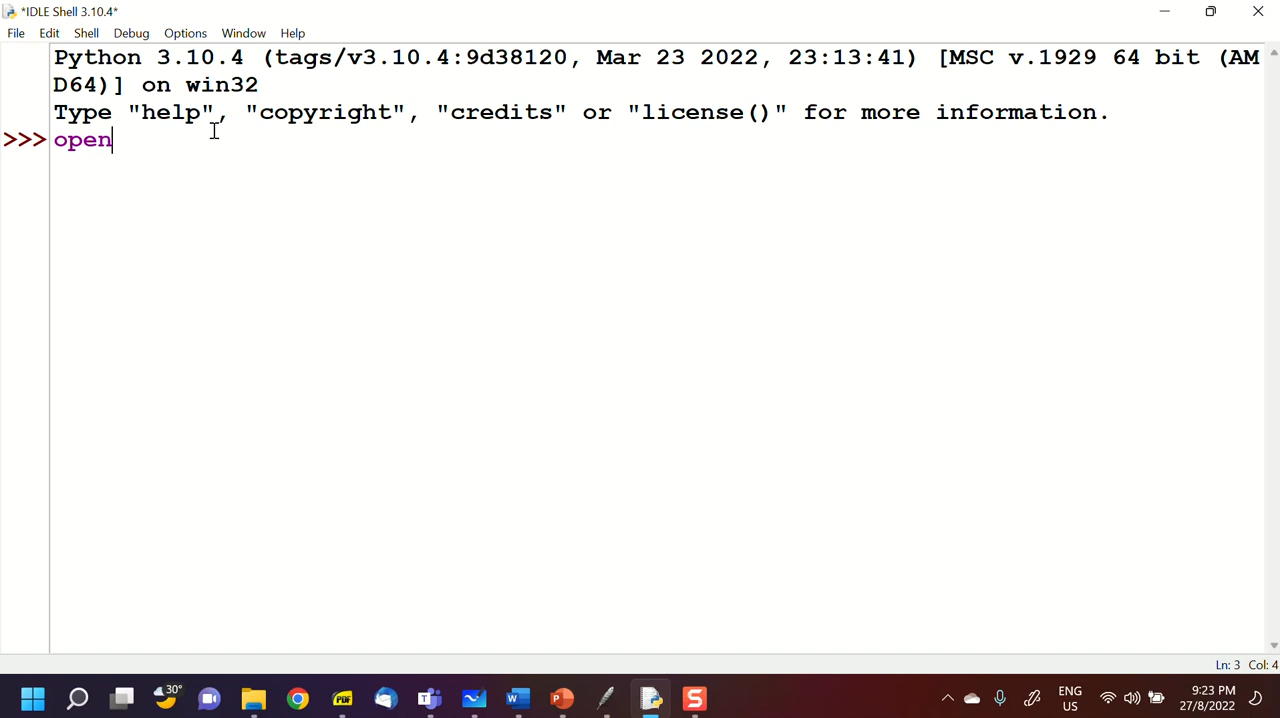 *IDLE Shell 3.10.4*
File Edit Shell Debug Options Window Help
Python 3.10.4 (tags/v3.10.4:9d38120, Mar 23 2022, 23:13:41) [MSC v.1929 64 bit (AM
D64)] on win32
Type "help", "copyright", "credits" or "license()" for more information.
>>> open
Ln: 3 Col: 4
30°
PDF
T
W
P
S
ENG
US
9:23 PM
27/8/2022